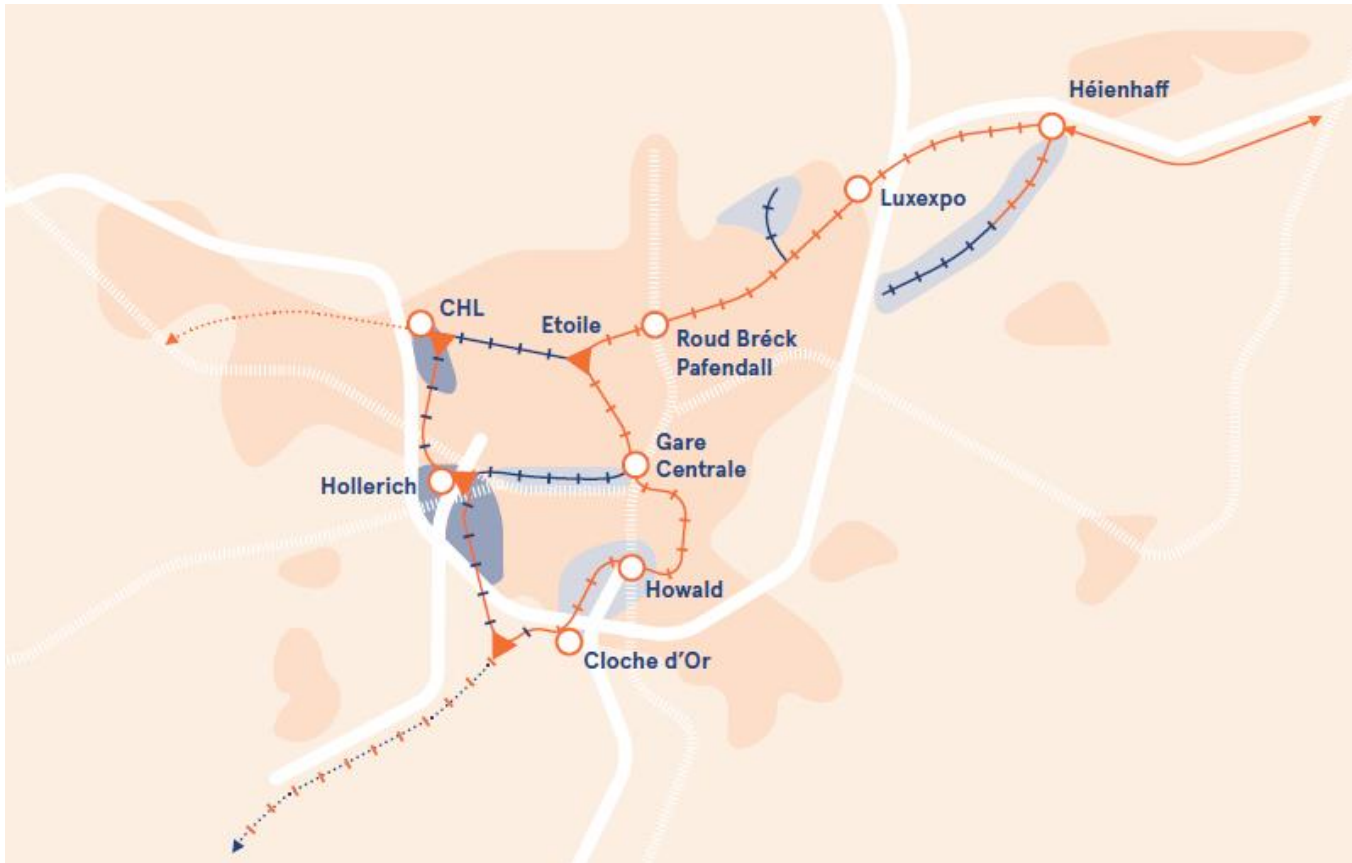 Héienhaff
Luxexpo
CHL
Etoile
Roud Bréck
Pafendall
Gare
Centrale
Hollerich
Howald
Cloche d'Or